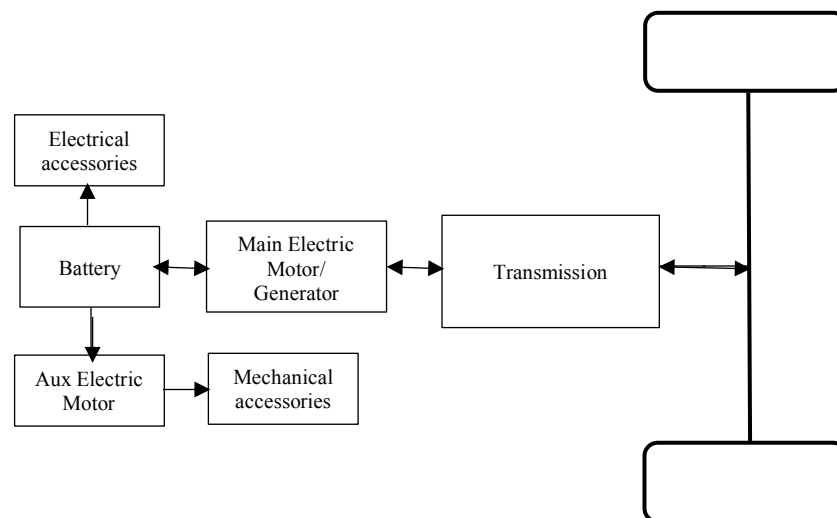 Electrical
accessories
Battery
Main Electric
Motor/
Generator
Transmission
Aux Electric
Motor
Mechanical
accessories